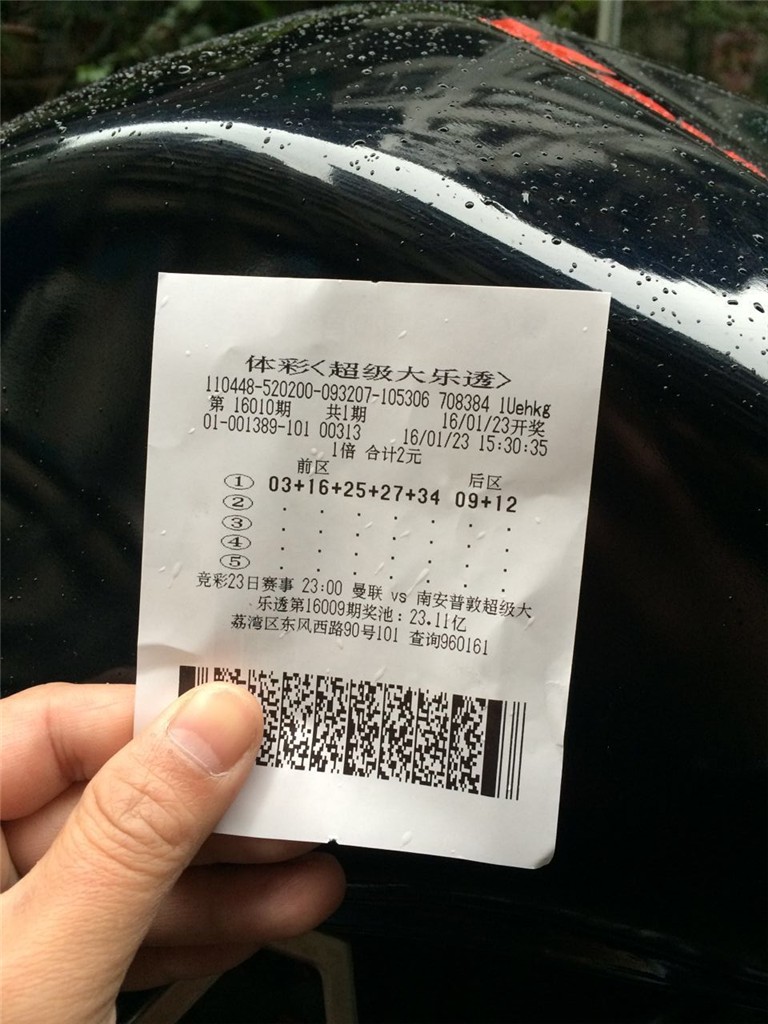 体彩<超级大乐透>
110448-520200-093207-105306 708384 1Uehkg
第 16010期 共1期 16/01/23开奖
01-001389-101 00313 16/01/23 15:30:35
1倍 合计2元
前区 后区
① 03+16+25+27+34 09+12
②
③
④
⑤
竞彩23日赛事 23:00 曼联 vs 南安普敦超级大
乐透第16009期奖池：23.11亿
荔湾区东风西路90号101 查询960161